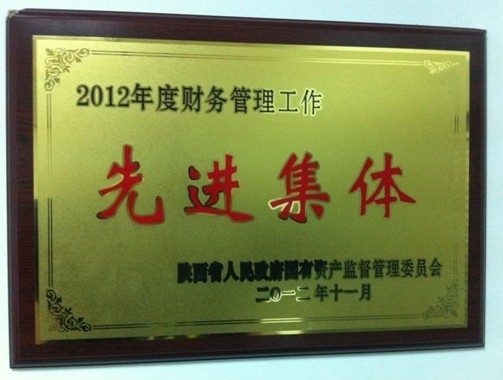 2012年度财务管理工作
先进集体
陕西省人民政府国有资产监督管理委员会
二〇一二年十一月